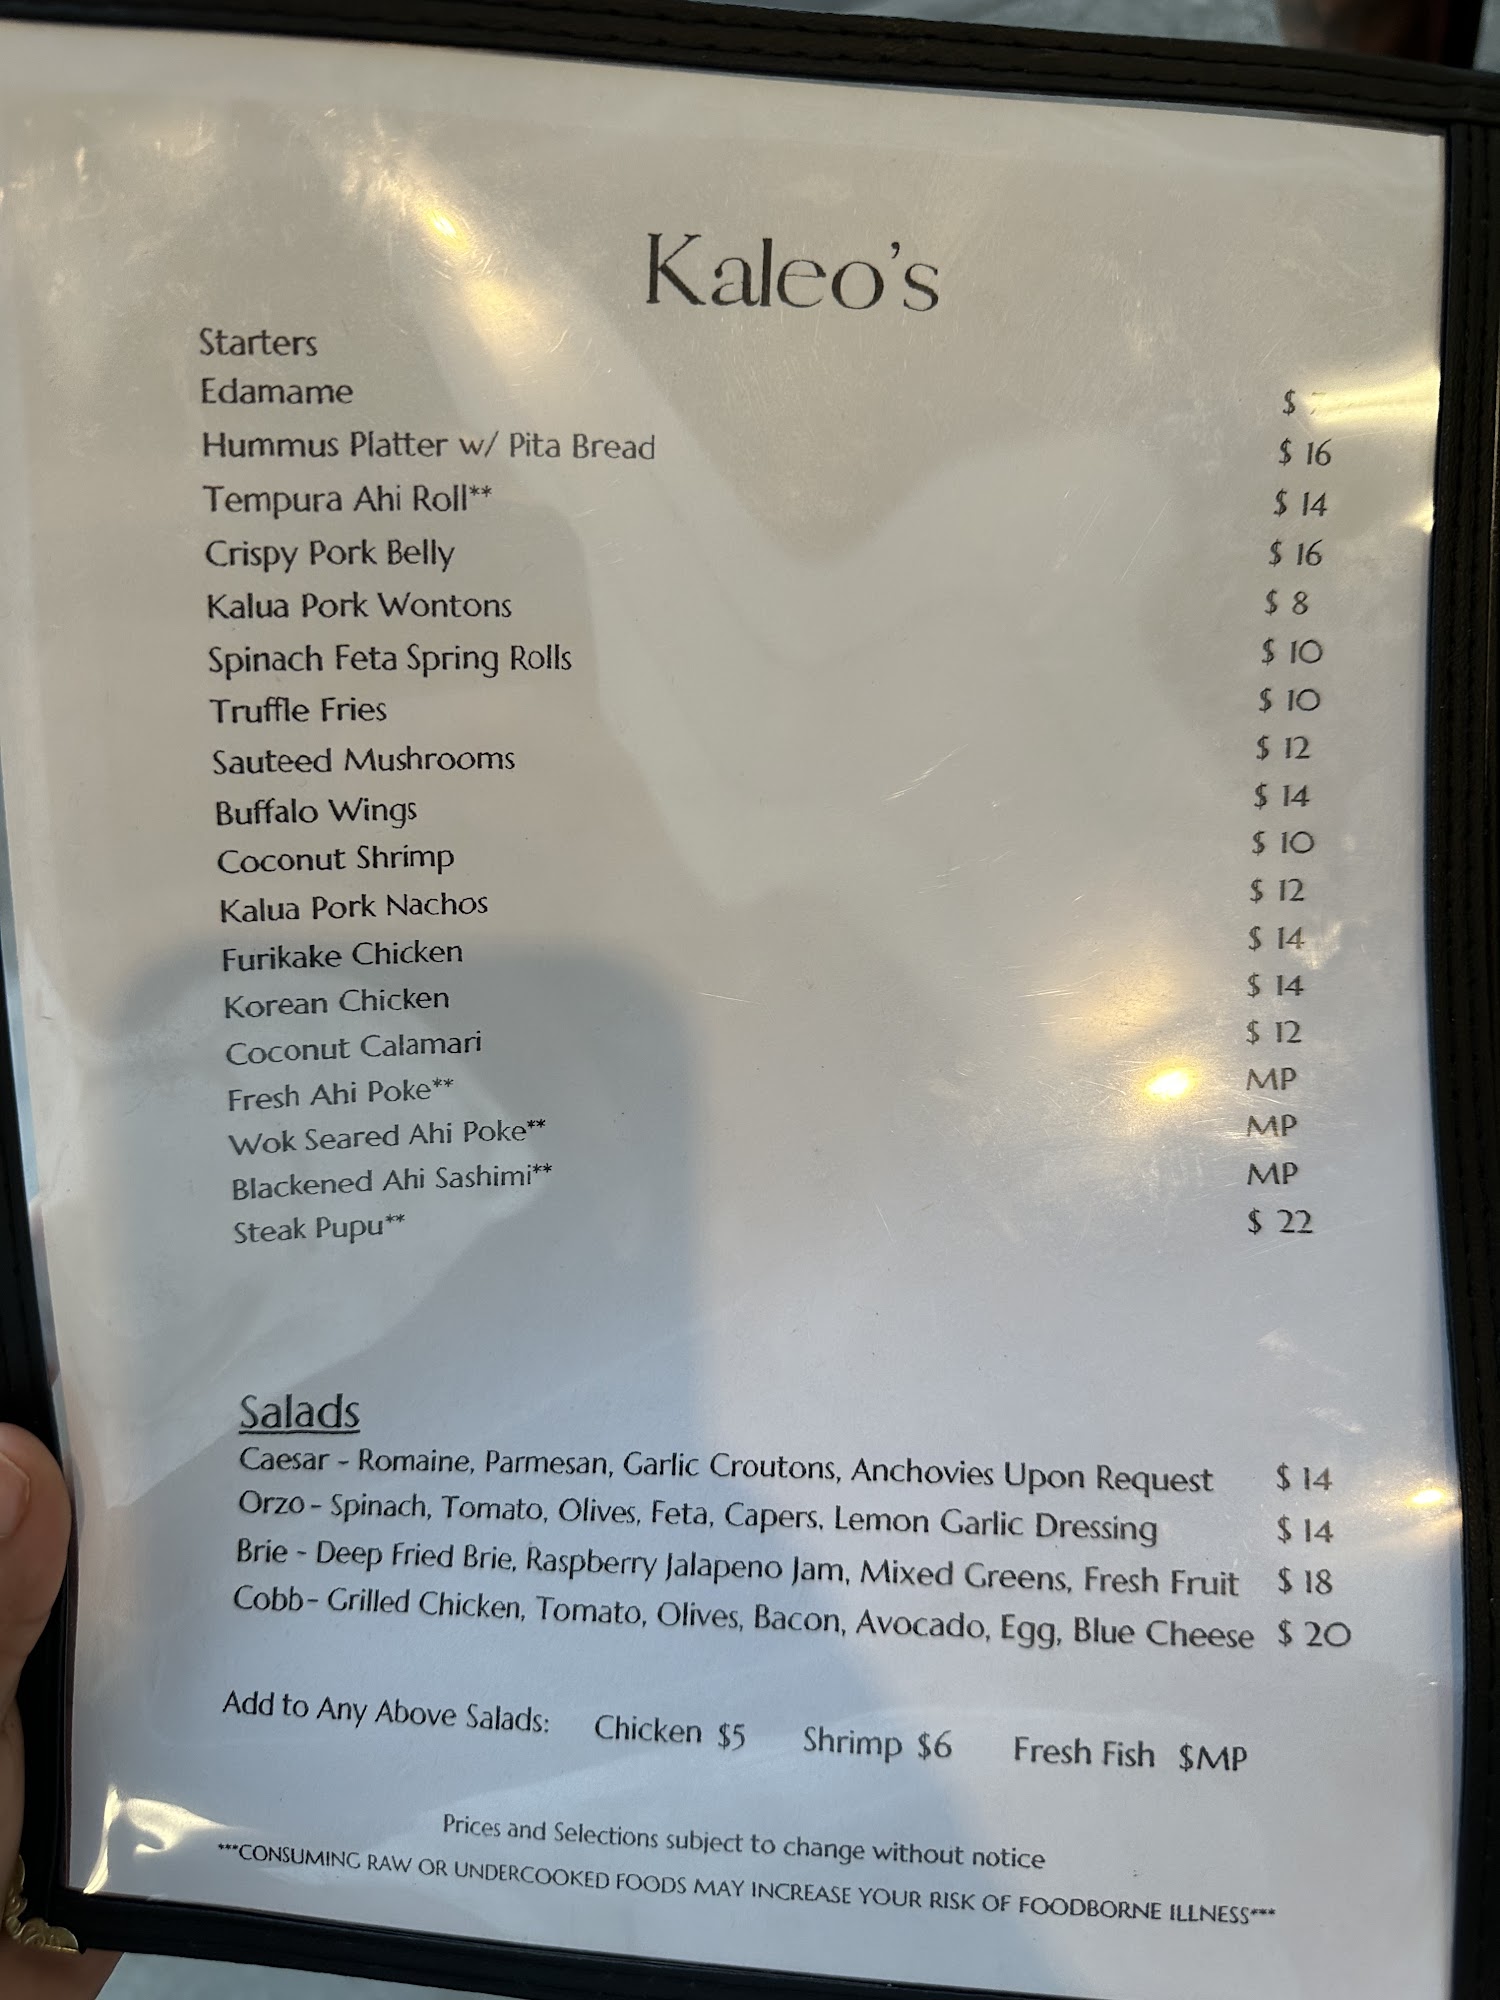 Kaleo's
Starters
Edamame $
Hummus Platter w/ Pita Bread $ 16
Tempura Ahi Roll** $ 14
Crispy Pork Belly $ 16
Kalua Pork Wontons $ 8
Spinach Feta Spring Rolls $ 10
Truffle Fries $ 10
Sauteed Mushrooms $ 12
Buffalo Wings $ 14
Coconut Shrimp $ 10
Kalua Pork Nachos $ 12
Furikake Chicken $ 14
Korean Chicken $ 14
Coconut Calamari $ 12
Fresh Ahi Poke** MP
Wok Seared Ahi Poke** MP
Blackened Ahi Sashimi** MP
Steak Pupu** $ 22
Salads
Caesar - Romaine, Parmesan, Garlic Croutons, Anchovies Upon Request $ 14
Orzo - Spinach, Tomato, Olives, Feta, Capers, Lemon Garlic Dressing $ 14
Brie - Deep Fried Brie, Raspberry Jalapeno Jam, Mixed Greens, Fresh Fruit $ 18
Cobb- Grilled Chicken, Tomato, Olives, Bacon, Avocado, Egg, Blue Cheese $ 20
Add to Any Above Salads: Chicken $5 Shrimp $6 Fresh Fish $MP
Prices and Selections subject to change without notice
***CONSUMING RAW OR UNDERCOOKED FOODS MAY INCREASE YOUR RISK OF FOODBORNE ILLNESS***